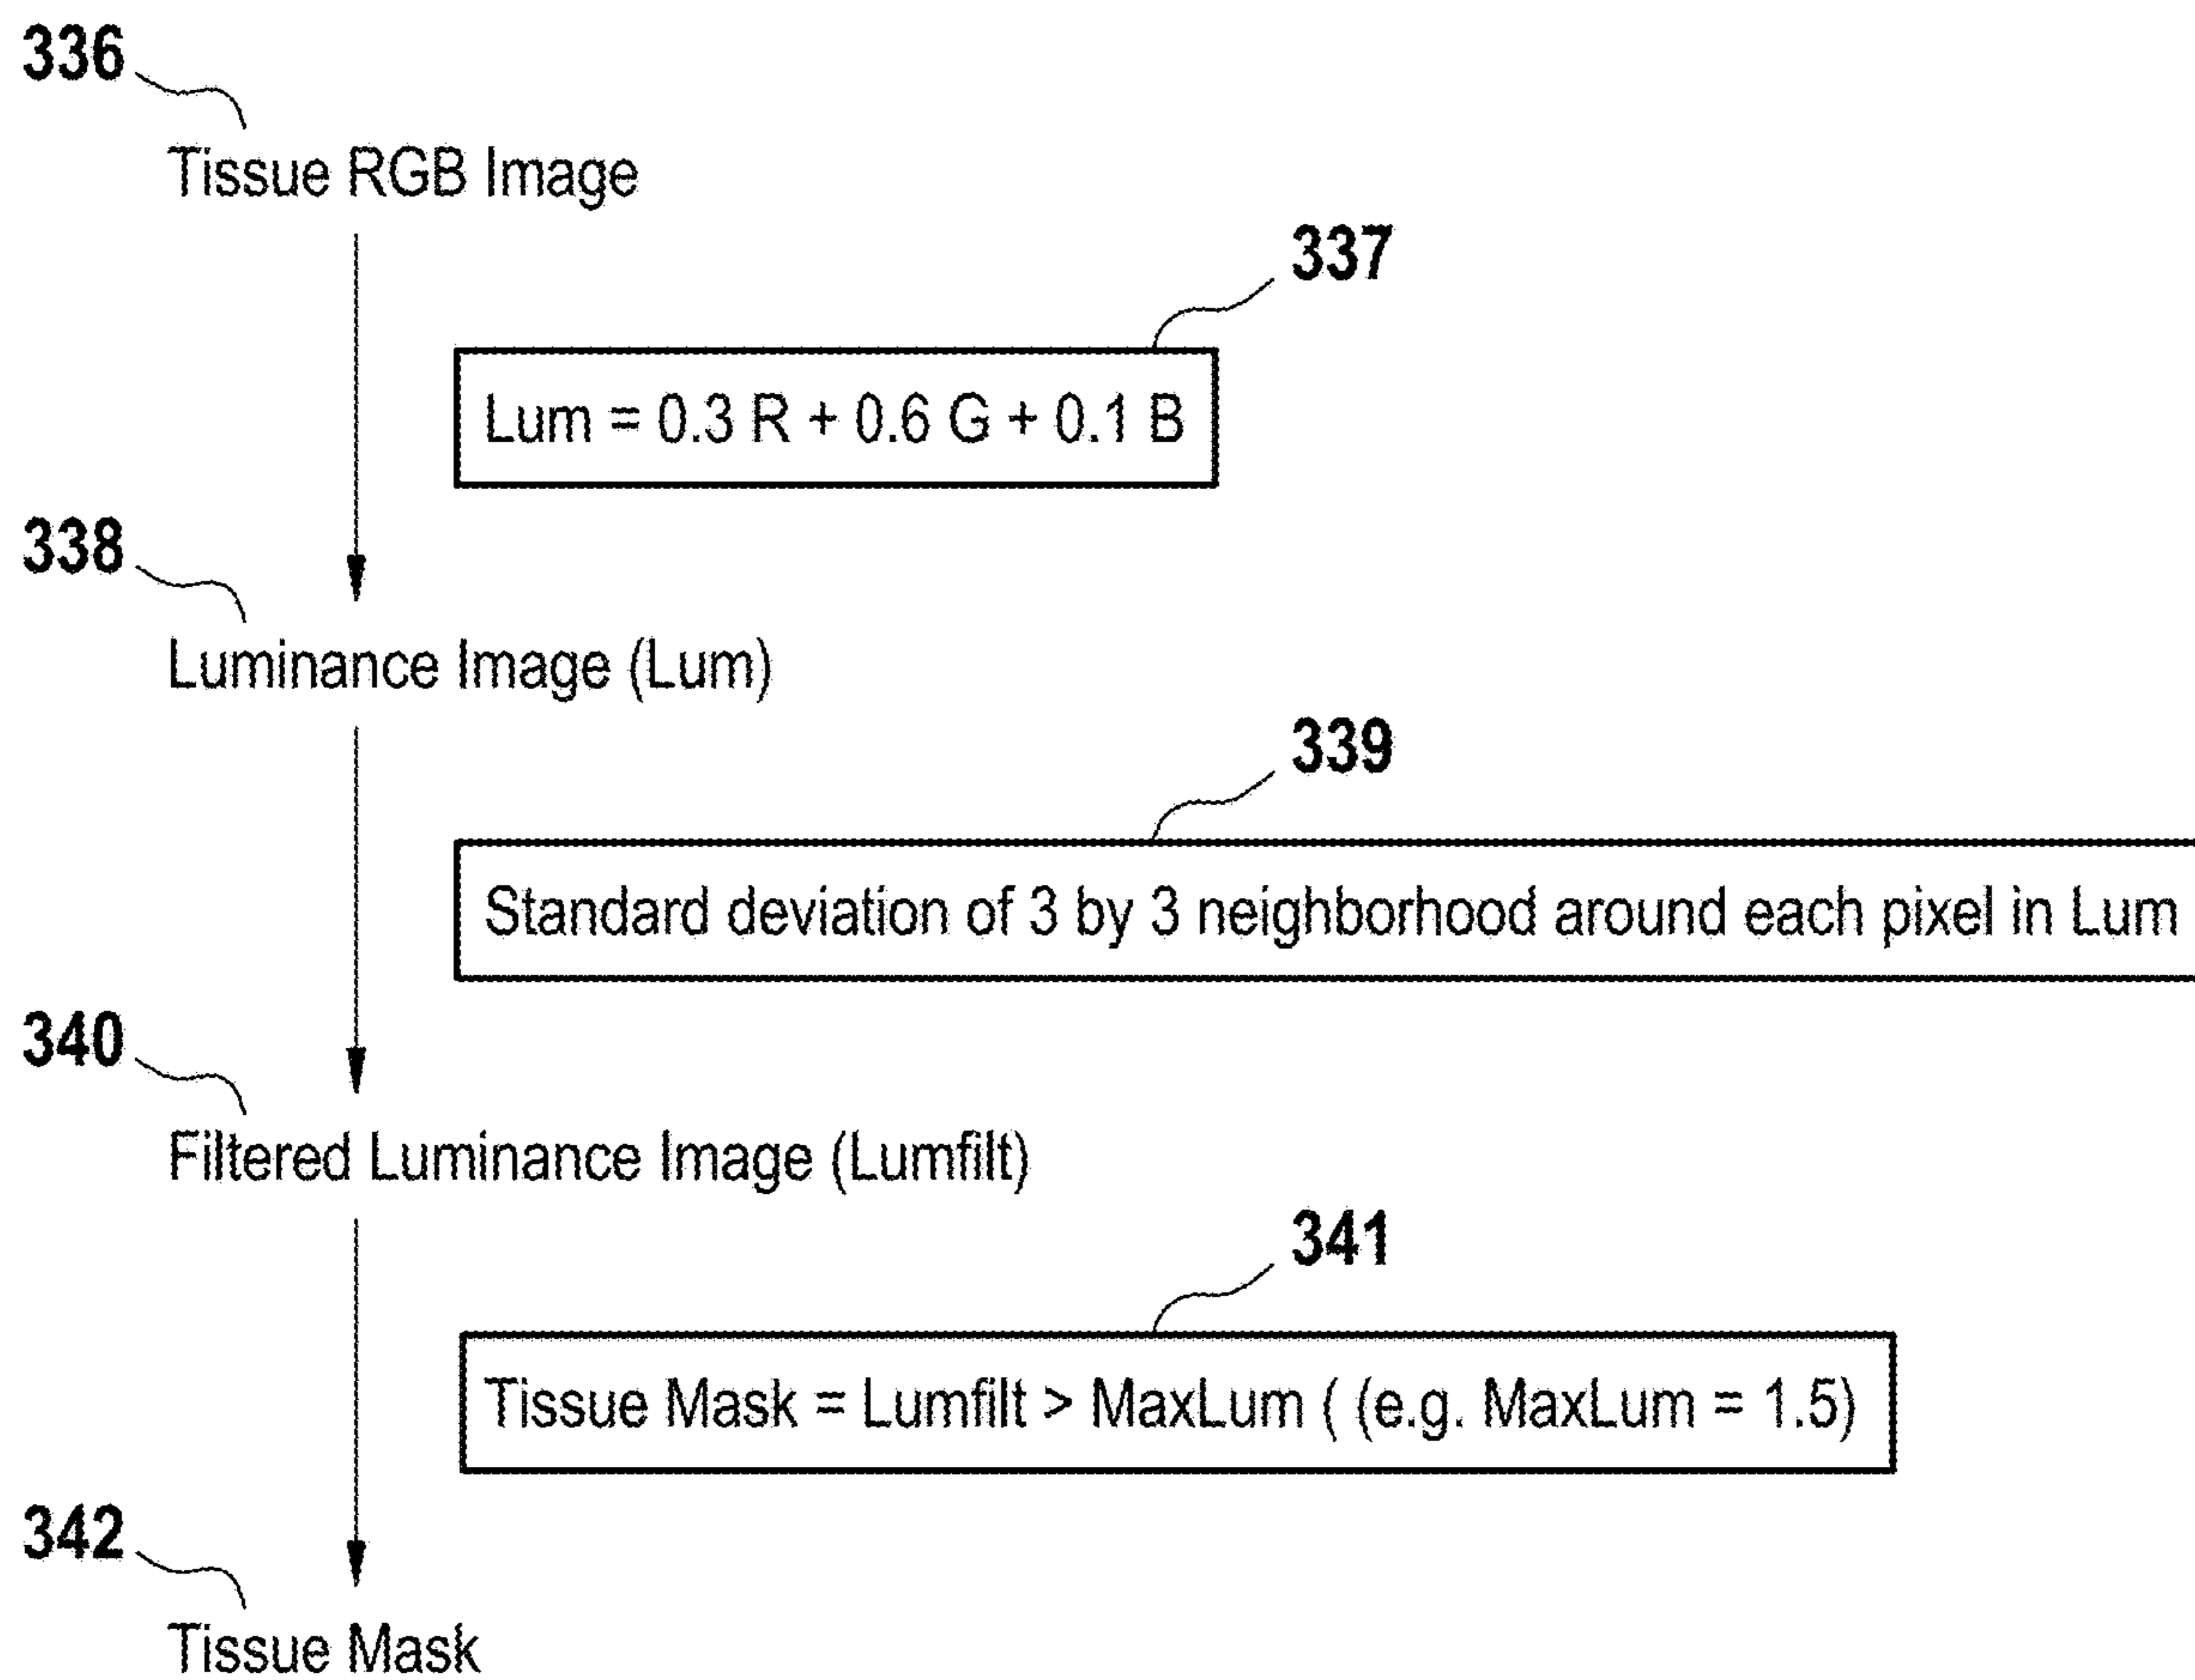 336
Tissue RGB Image
337
Lum = 0.3 R + 0.6 G + 0.1 B
338
Luminance Image (Lum)
339
Standard deviation of 3 by 3 neighborhood around each pixel in Lum
340
Filtered Luminance Image (Lumfilt)
341
Tissue Mask = Lumfilt > MaxLum ( (e.g. MaxLum = 1.5)
342
Tissue Mask